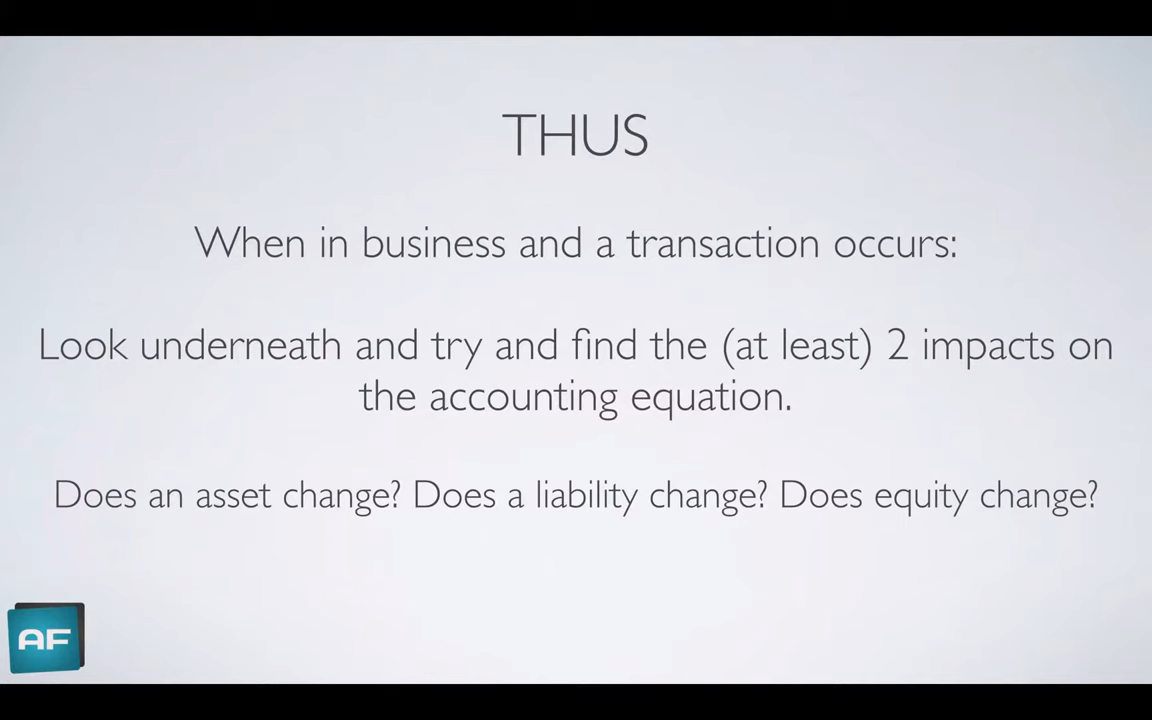 THUS
When in business and a transaction occurs:
Look underneath and try and find the (at least) 2 impacts on
the accounting equation.
Does an asset change? Does a liability change? Does equity change?
AF